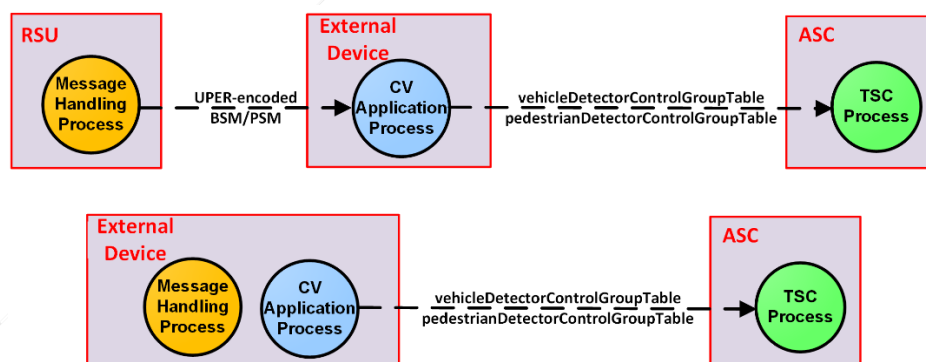 RSU
Message
Handling
Process
UPER-encoded
BSM/PSM
External
Device
CV
Application
Process
vehicleDetectorControlGroupTable
pedestrianDetectorControlGroupTable
ASC
TSC
Process
External
Device
Message
Handling
Process
CV
Application
Process
vehicleDetectorControlGroupTable
pedestrianDetectorControlGroupTable
ASC
TSC
Process